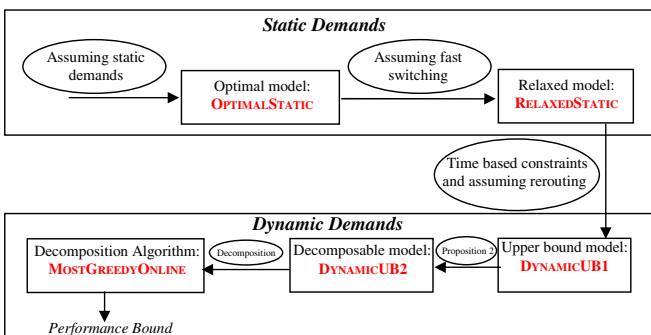 Static Demands
Assuming static
demands
Assuming fast
switching
Optimal model:
OPTIMALSTATIC
Relaxed model:
RELAXEDSTATIC
Time based constraints
and assuming rerouting
Dynamic Demands
Decomposition Algorithm:
MOSTGREEDYONLINE
Decomposition
Decomposable model:
DYNAMICUB2
Proposition 2
Upper bound model:
DYNAMICUB1
Performance Bound